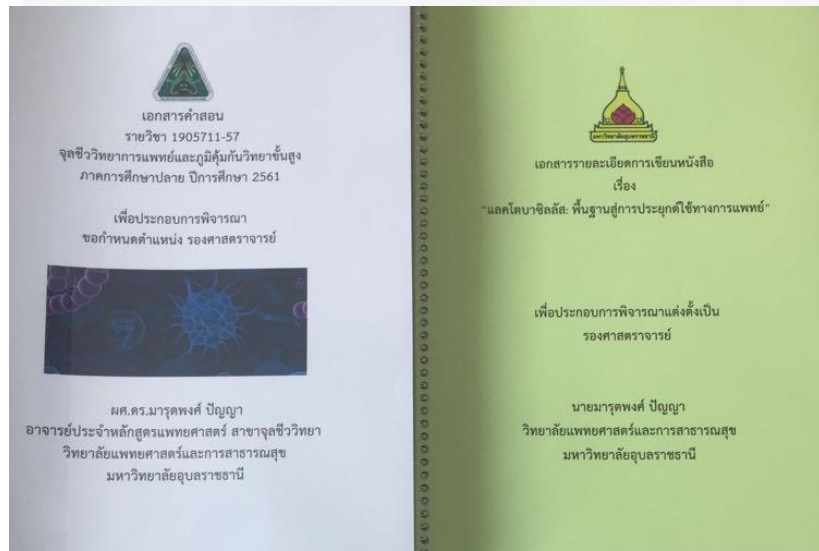 เอกสารคำสอน
รายวิชา 1905711-57
จุลชีววิทยาการแพทย์และภูมิคุ้มกันวิทยาขั้นสูง
ภาคการศึกษาปลาย ปีการศึกษา 2561
เพื่อประกอบการพิจารณา
ขอกำหนดตำแหน่ง รองศาสตราจารย์
ผศ.ดร.มารุตพงศ์ ปัญญา
อาจารย์ประจำหลักสูตรแพทยศาสตร์ สาขาจุลชีววิทยา
วิทยาลัยแพทยศาสตร์และการสาธารณสุข
มหาวิทยาลัยอุบลราชธานี
มหาวิทยาลัยอุบลราชธานี
เอกสารรายละเอียดการเขียนหนังสือ
เรื่อง
"แลคโตบาซิลลัส: พื้นฐานสู่การประยุกต์ใช้ทางการแพทย์"
เพื่อประกอบการพิจารณาแต่งตั้งเป็น
รองศาสตราจารย์
นายมารุตพงศ์ ปัญญา
วิทยาลัยแพทยศาสตร์และการสาธารณสุข
มหาวิทยาลัยอุบลราชธานี